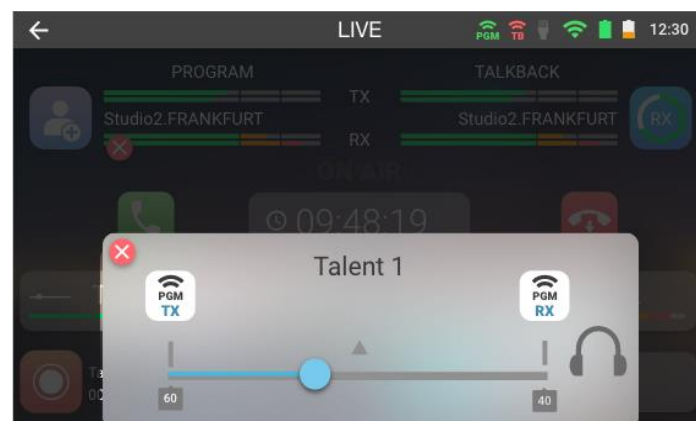 LIVE
PGM
TB
12:30
PROGRAM
TALKBACK
TX
Studio2.FRANKFURT
Studio2.FRANKFURT
RX
RX
ON AIR
09:48:19
Talent 1
PGM
TX
PGM
RX
60
40